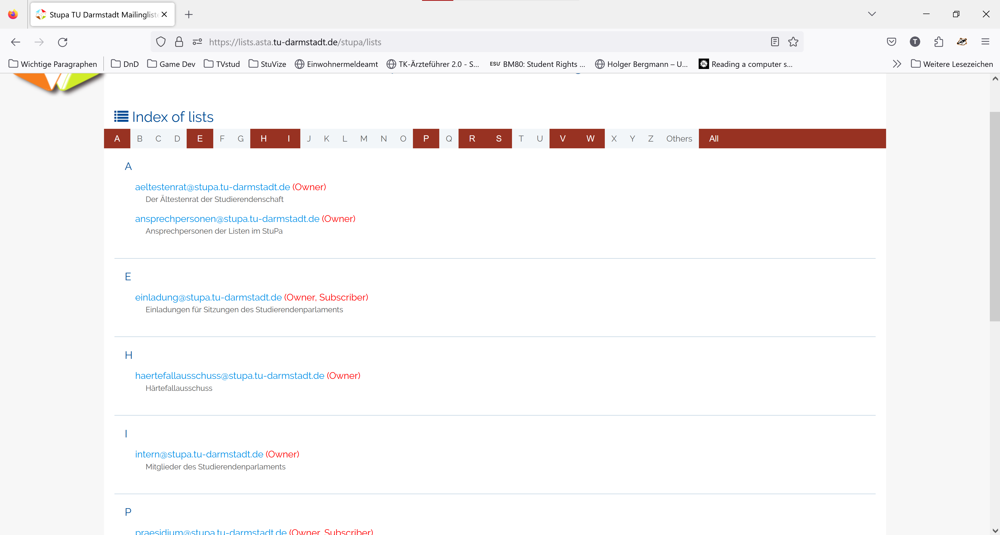 Stupa TU Darmstadt Mailingliste
https://lists.asta.tu-darmstadt.de/stupa/lists
T
Wichtige Paragraphen DnD Game Dev TVstud StuVize Einwohnermeldeamt TK-Ärzteführer 2.0 - S... ESU BM80: Student Rights ... Holger Bergmann – U... DL Reading a computer s... Weitere Lesezeichen
Index of lists
A B C D E F G H I J K L M N O P Q R S T U V W X Y Z Others All
A
aeltestenrat@stupa.tu-darmstadt.de (Owner)
Der Ältestenrat der Studierendenschaft
ansprechpersonen@stupa.tu-darmstadt.de (Owner)
Ansprechpersonen der Listen im StuPa
E
einladung@stupa.tu-darmstadt.de (Owner, Subscriber)
Einladungen für Sitzungen des Studierendenparlaments
H
haertefallausschuss@stupa.tu-darmstadt.de (Owner)
Härtefallausschuss
I
intern@stupa.tu-darmstadt.de (Owner)
Mitglieder des Studierendenparlaments
P
praesidium@stupa.tu-darmstadt.de (Owner, Subscriber)